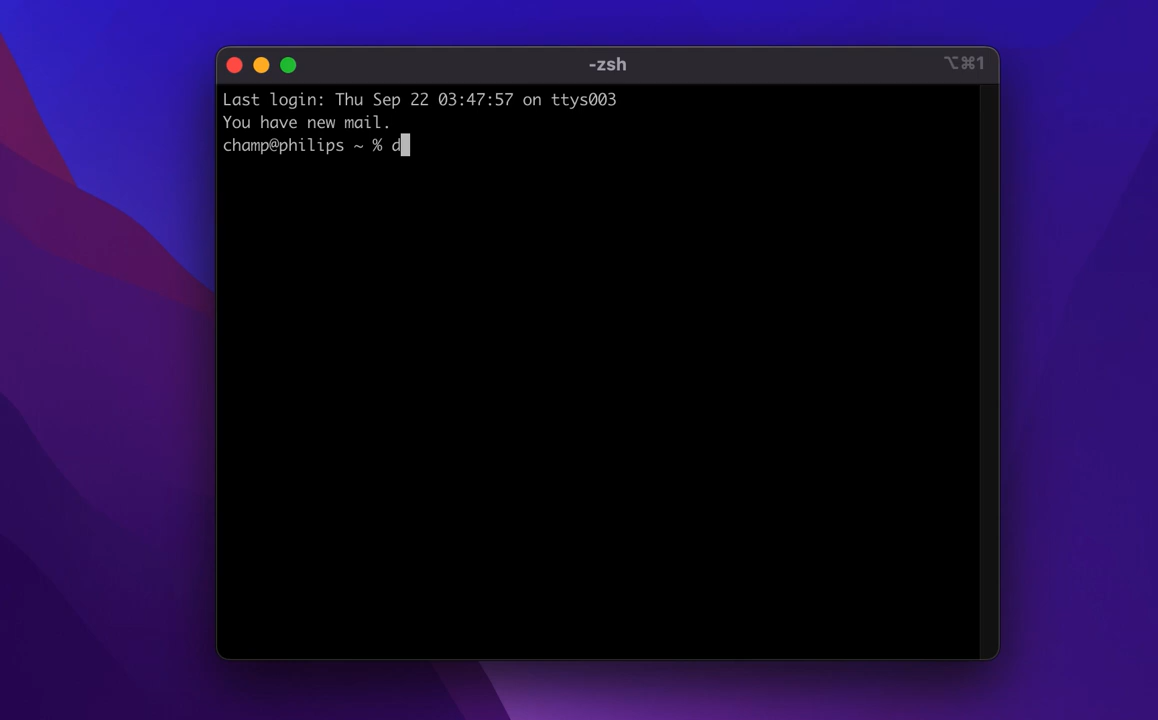 -zsh ⌥⌘1
Last login: Thu Sep 22 03:47:57 on ttys003
You have new mail.
champ@philips ~ % d